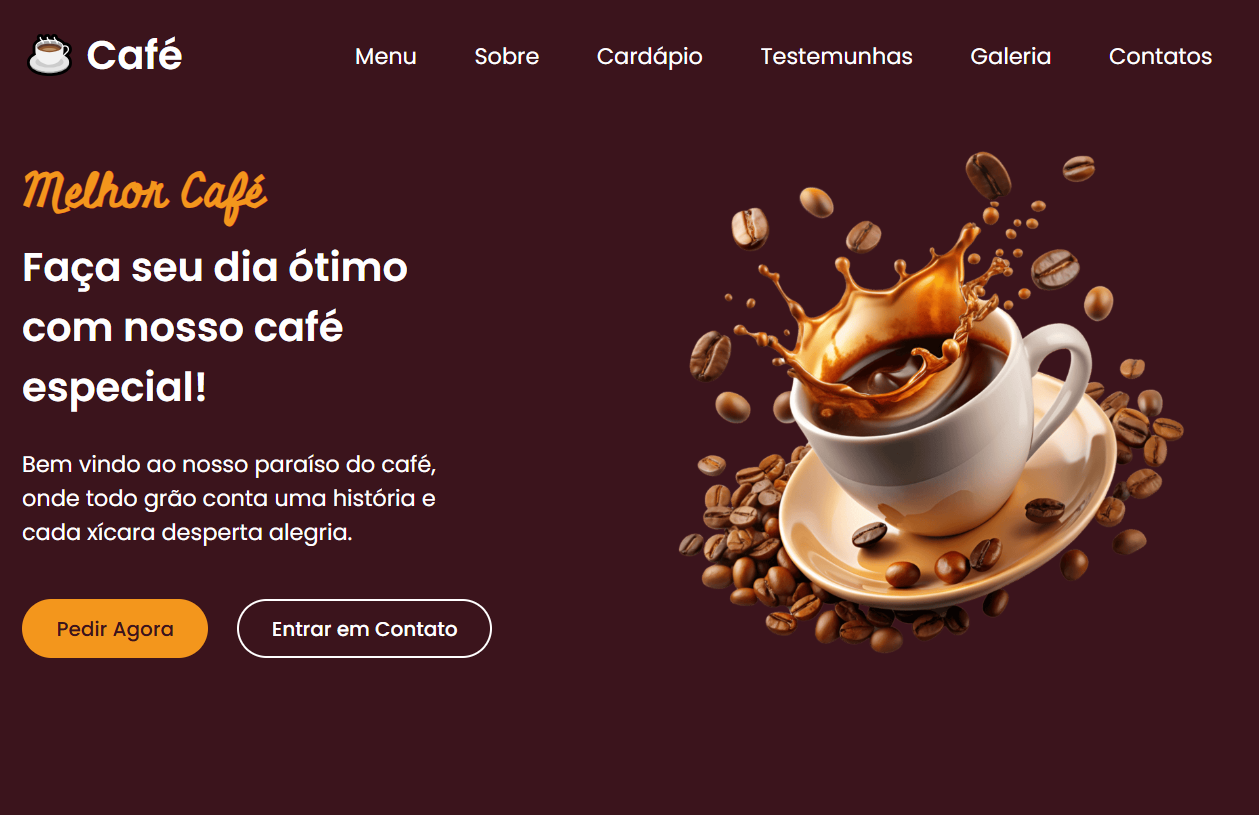 Café
Menu Sobre Cardápio Testemunhas Galeria Contatos
Melhor Café
Faça seu dia ótimo
com nosso café
especial!
Bem vindo ao nosso paraíso do café,
onde todo grão conta uma história e
cada xícara desperta alegria.
Pedir Agora Entrar em Contato